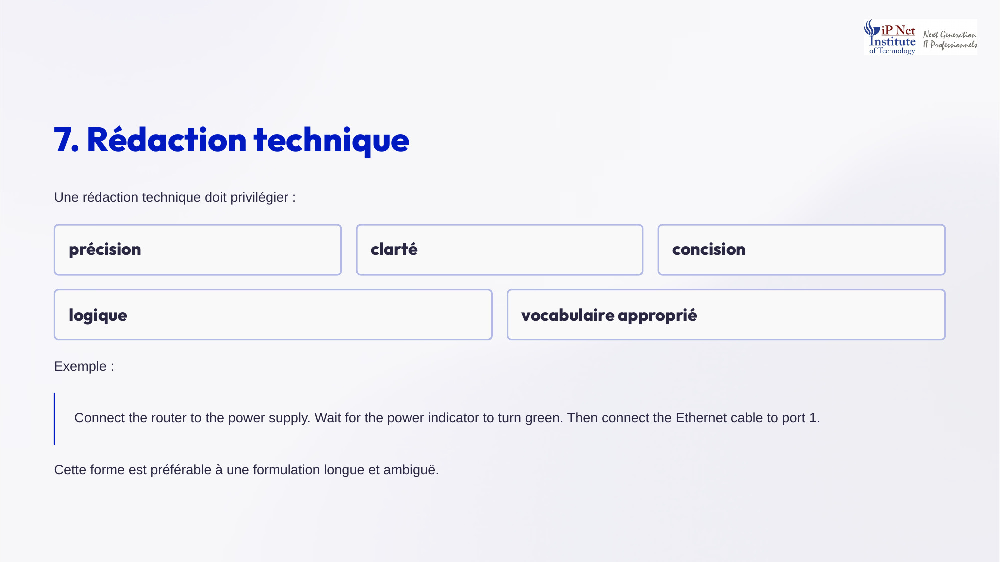 iP Net
Institute
of Technology
Next Generation
IT Professionnels
7. Rédaction technique
Une rédaction technique doit privilégier :
précision
clarté
concision
logique
vocabulaire approprié
Exemple :
Connect the router to the power supply. Wait for the power indicator to turn green. Then connect the Ethernet cable to port 1.
Cette forme est préférable à une formulation longue et ambiguë.